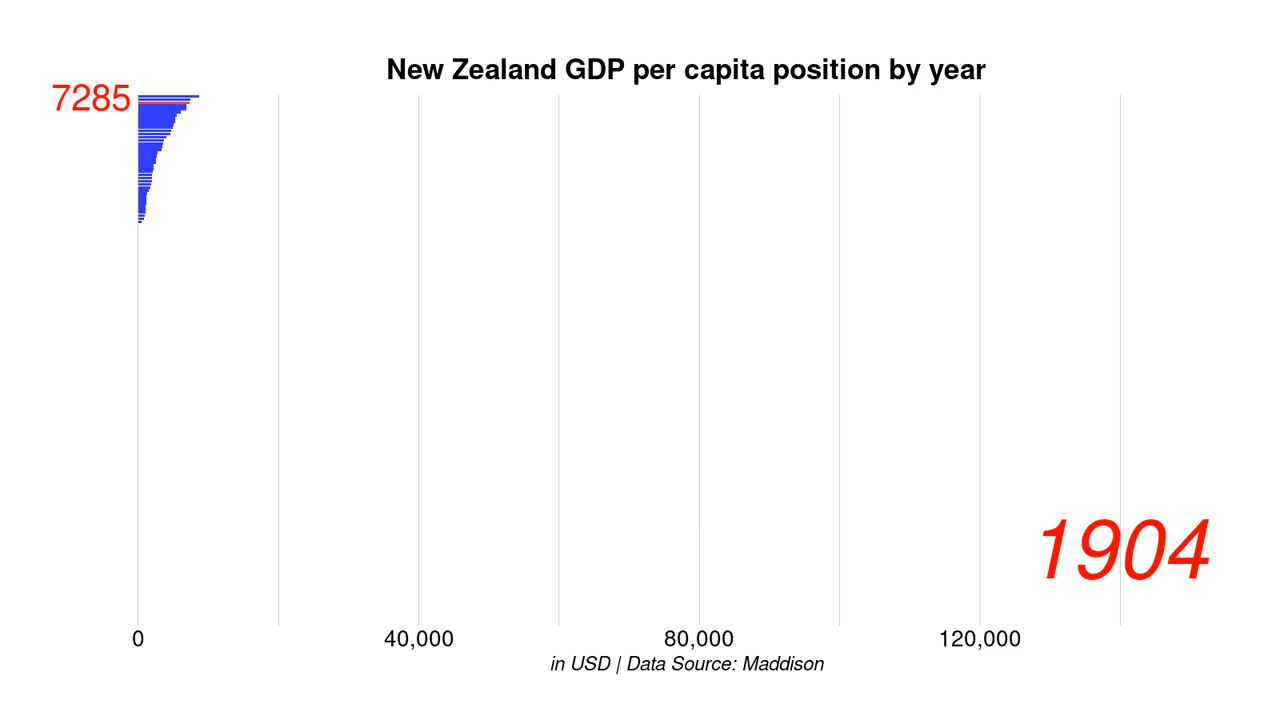 New Zealand GDP per capita position by year
7285
1904
0 40,000 80,000 120,000
in USD | Data Source: Maddison